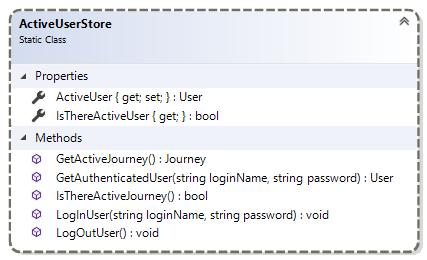 ActiveUserStore
Static Class
Properties
ActiveUser { get; set; } : User
IsThereActiveUser { get; } : bool
Methods
GetActiveJourney() : Journey
GetAuthenticatedUser(string loginName, string password) : User
IsThereActiveJourney() : bool
LogInUser(string loginName, string password) : void
LogOutUser() : void